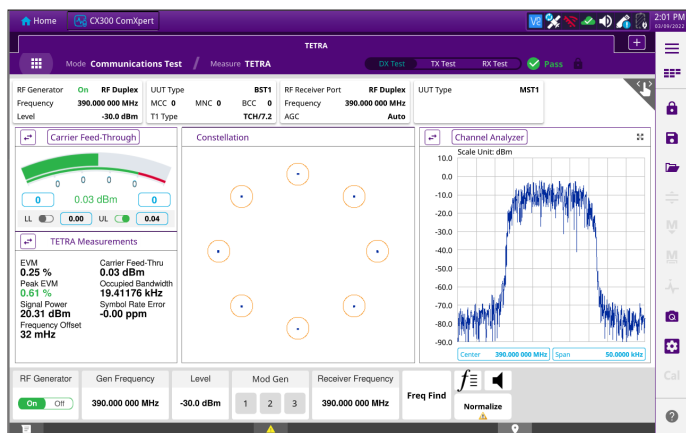 Home
CX300 ComXpert
2:01 PM
03/09/2022
TETRA
Mode Communications Test / Measure TETRA
DX Test TX Test RX Test
Pass
RF Generator On RF Duplex
Frequency 390.000 000 MHz
Level -30.0 dBm
UUT Type BST1
MCC 0 MNC 0 BCC 0
T1 Type TCH/7.2
RF Receiver Port RF Duplex
Frequency 390.000 000 MHz
AGC Auto
UUT Type MST1
Carrier Feed-Through
0 0 0 0
0 0.03 dBm 0
LL 0.00 UL 0.04
TETRA Measurements
EVM
0.25 %
Peak EVM
0.61 %
Signal Power
20.31 dBm
Frequency Offset
32 mHz
Carrier Feed-Thru
0.03 dBm
Occupied Bandwidth
19.41176 kHz
Symbol Rate Error
-0.00 ppm
Constellation
Channel Analyzer
Scale Unit: dBm
10.0
0.0
-10.0
-20.0
-30.0
-40.0
-50.0
-60.0
-70.0
-80.0
-90.0
Center 390.000 000 MHz Span 50.0000 kHz
RF Generator
On Off
Gen Frequency
390.000 000 MHz
Level
-30.0 dBm
Mod Gen
1 2 3
Receiver Frequency
390.000 000 MHz
Freq Find
Normalize
M
M
Cal